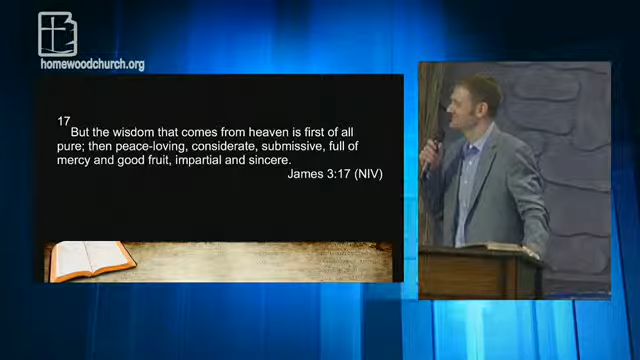 homewoodchurch.org
17
But the wisdom that comes from heaven is first of all
pure; then peace-loving, considerate, submissive, full of
mercy and good fruit, impartial and sincere.
James 3:17 (NIV)